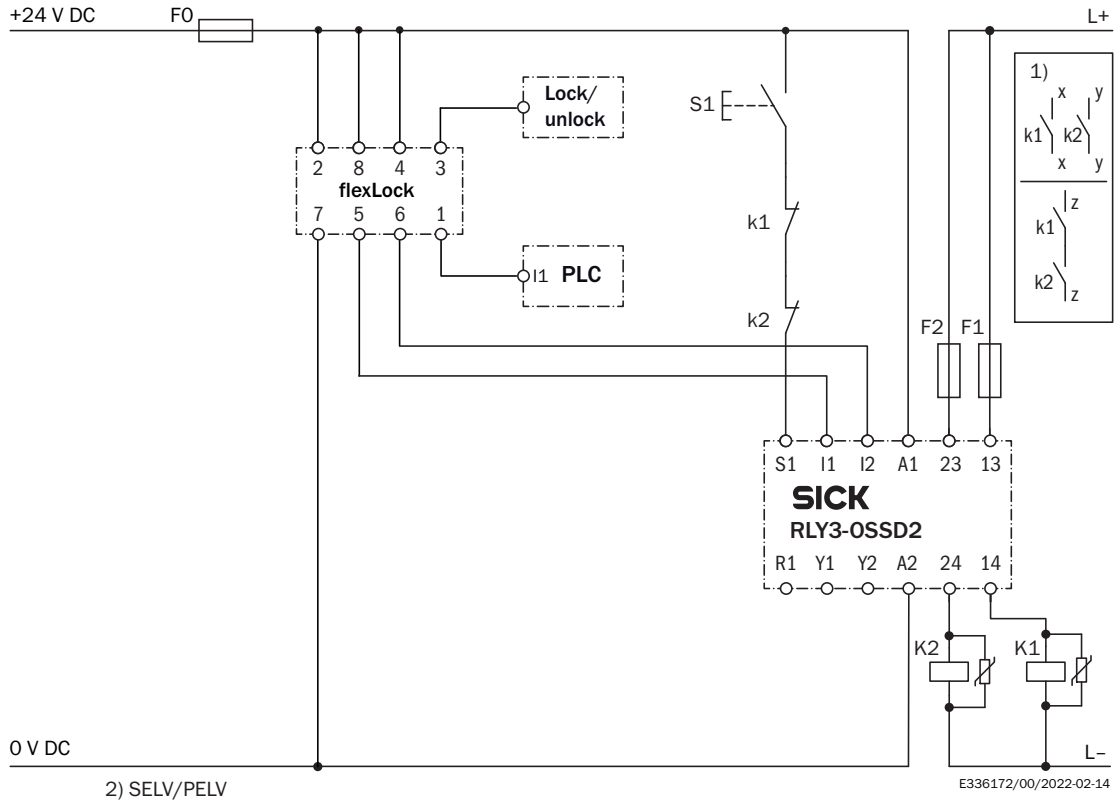 +24 V DC
F0
L+
1)
x
y
k1
k2
x
y
z
k1
k2
z
Lock/
unlock
S1
2 8 4 3
flexLock
7 5 6 1
k1
I1 PLC
k2
F2 F1
S1 I1 I2 A1 23 13
SICK
RLY3-OSSD2
R1 Y1 Y2 A2 24 14
K2
K1
0 V DC
L–
2) SELV/PELV
E336172/00/2022-02-14